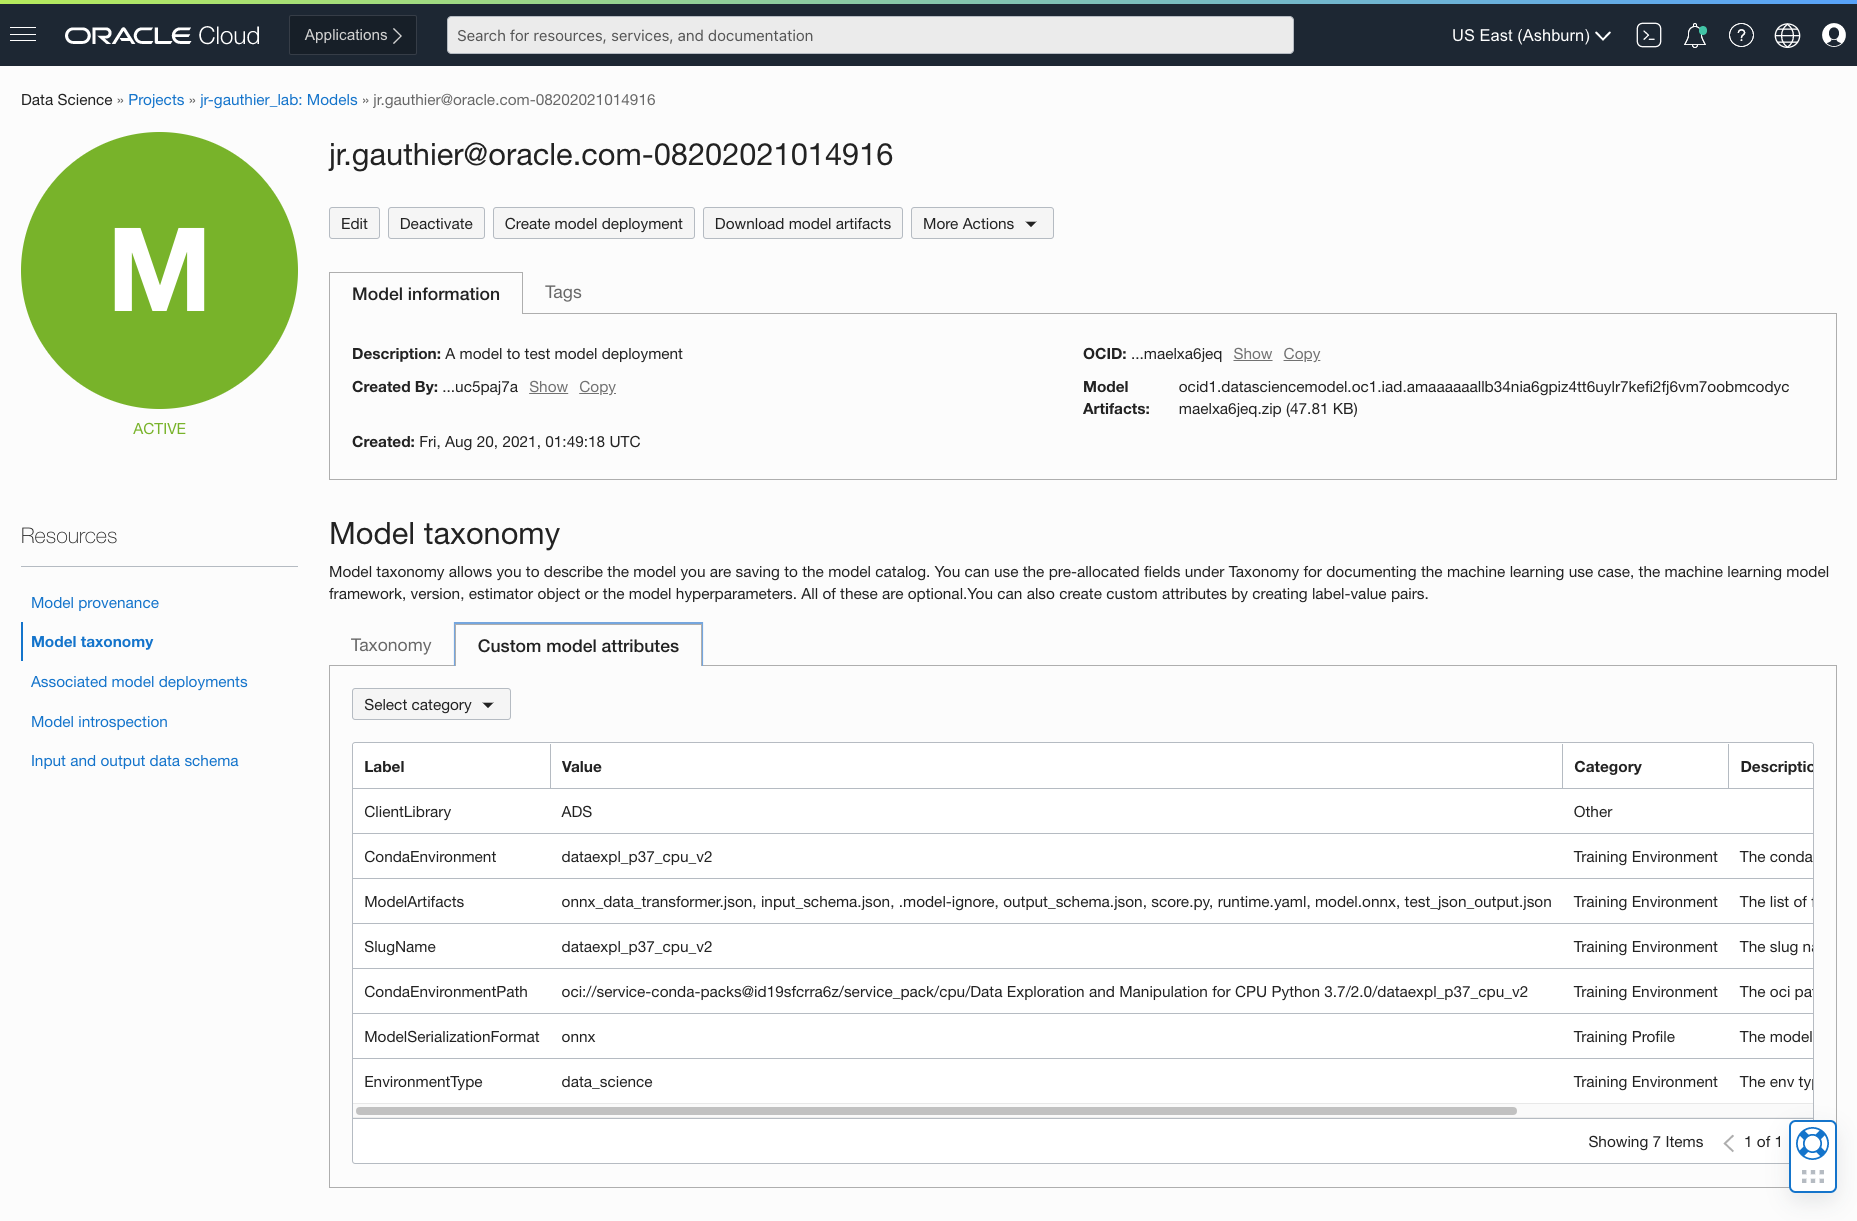 ORACLE Cloud
Applications
Search for resources, services, and documentation
US East (Ashburn)
Data Science » Projects » jr-gauthier_lab: Models » jr.gauthier@oracle.com-08202021014916
M
ACTIVE
jr.gauthier@oracle.com-08202021014916
Edit Deactivate Create model deployment Download model artifacts More Actions
Model information Tags
Description: A model to test model deployment
Created By: ...uc5paj7a Show Copy
Created: Fri, Aug 20, 2021, 01:49:18 UTC
OCID: ...maelxa6jeq Show Copy
Model Artifacts: ocid1.datasciencemodel.oc1.iad.amaaaaaallb34nia6gpiz4tt6uylr7kefi2fj6vm7oobmcodyc
maelxa6jeq.zip (47.81 KB)
Resources
Model provenance
Model taxonomy
Associated model deployments
Model introspection
Input and output data schema
Model taxonomy
Model taxonomy allows you to describe the model you are saving to the model catalog. You can use the pre-allocated fields under Taxonomy for documenting the machine learning use case, the machine learning model
framework, version, estimator object or the model hyperparameters. All of these are optional.You can also create custom attributes by creating label-value pairs.
Taxonomy Custom model attributes
Select category
Label Value Category Descriptio
ClientLibrary ADS Other
CondaEnvironment dataexpl_p37_cpu_v2 Training Environment The conda
ModelArtifacts onnx_data_transformer.json, input_schema.json, .model-ignore, output_schema.json, score.py, runtime.yaml, model.onnx, test_json_output.json Training Environment The list of
SlugName dataexpl_p37_cpu_v2 Training Environment The slug
CondaEnvironmentPath oci://service-conda-packs@id19sfcrra6z/service_pack/cpu/Data Exploration and Manipulation for CPU Python 3.7/2.0/dataexpl_p37_cpu_v2 Training Environment The oci
ModelSerializationFormat onnx Training Profile The model
EnvironmentType data_science Training Environment The env
Showing 7 Items 1 of 1